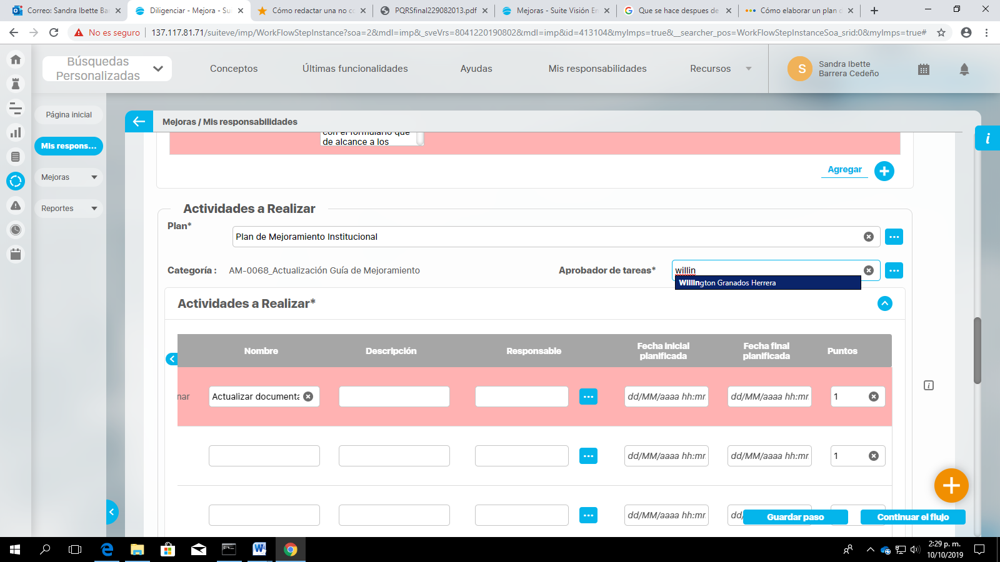 Correo: Sandra Ibette Ba
Diligenciar - Mejora - Su
Cómo redactar una no c
PQRSfinal229082013.pdf
Mejoras - Suite Visión E
Que se hace despues de
Cómo elaborar un plan d
No es seguro
137.117.81.71/suiteve/imp/WorkFlowStepInstance?soa=2&mdl=imp&_sveVrs=8041220190802&mdl=imp&id=413104&myImps=true&__searcher_pos=WorkFlowStepInstanceSoa_srid:0&myImps=true#
Búsquedas
Personalizadas
Conceptos
Últimas funcionalidades
Ayudas
Mis responsabilidades
Recursos
S
Sandra Ibette
Barrera Cedeño
Página inicial
Mis respons...
Mejoras
Reportes
Mejoras / Mis responsabilidades
con el formulario que
de alcance a los
Agregar
i
Actividades a Realizar
Plan*
Plan de Mejoramiento Institucional
Categoría :
AM-0068_Actualización Guía de Mejoramiento
Aprobador de tareas*
willin
Willington Granados Herrera
Actividades a Realizar*
Nombre
Descripción
Responsable
Fecha inicial
planificada
Fecha final
planificada
Puntos
nar
Actualizar documenta
dd/MM/aaaa hh:mr
dd/MM/aaaa hh:mr
1
dd/MM/aaaa hh:mr
dd/MM/aaaa hh:mr
1
dd/MM/aaaa hh:mr
dd/
Guardar paso
Continuar el flujo
2:29 p. m.
10/10/2019